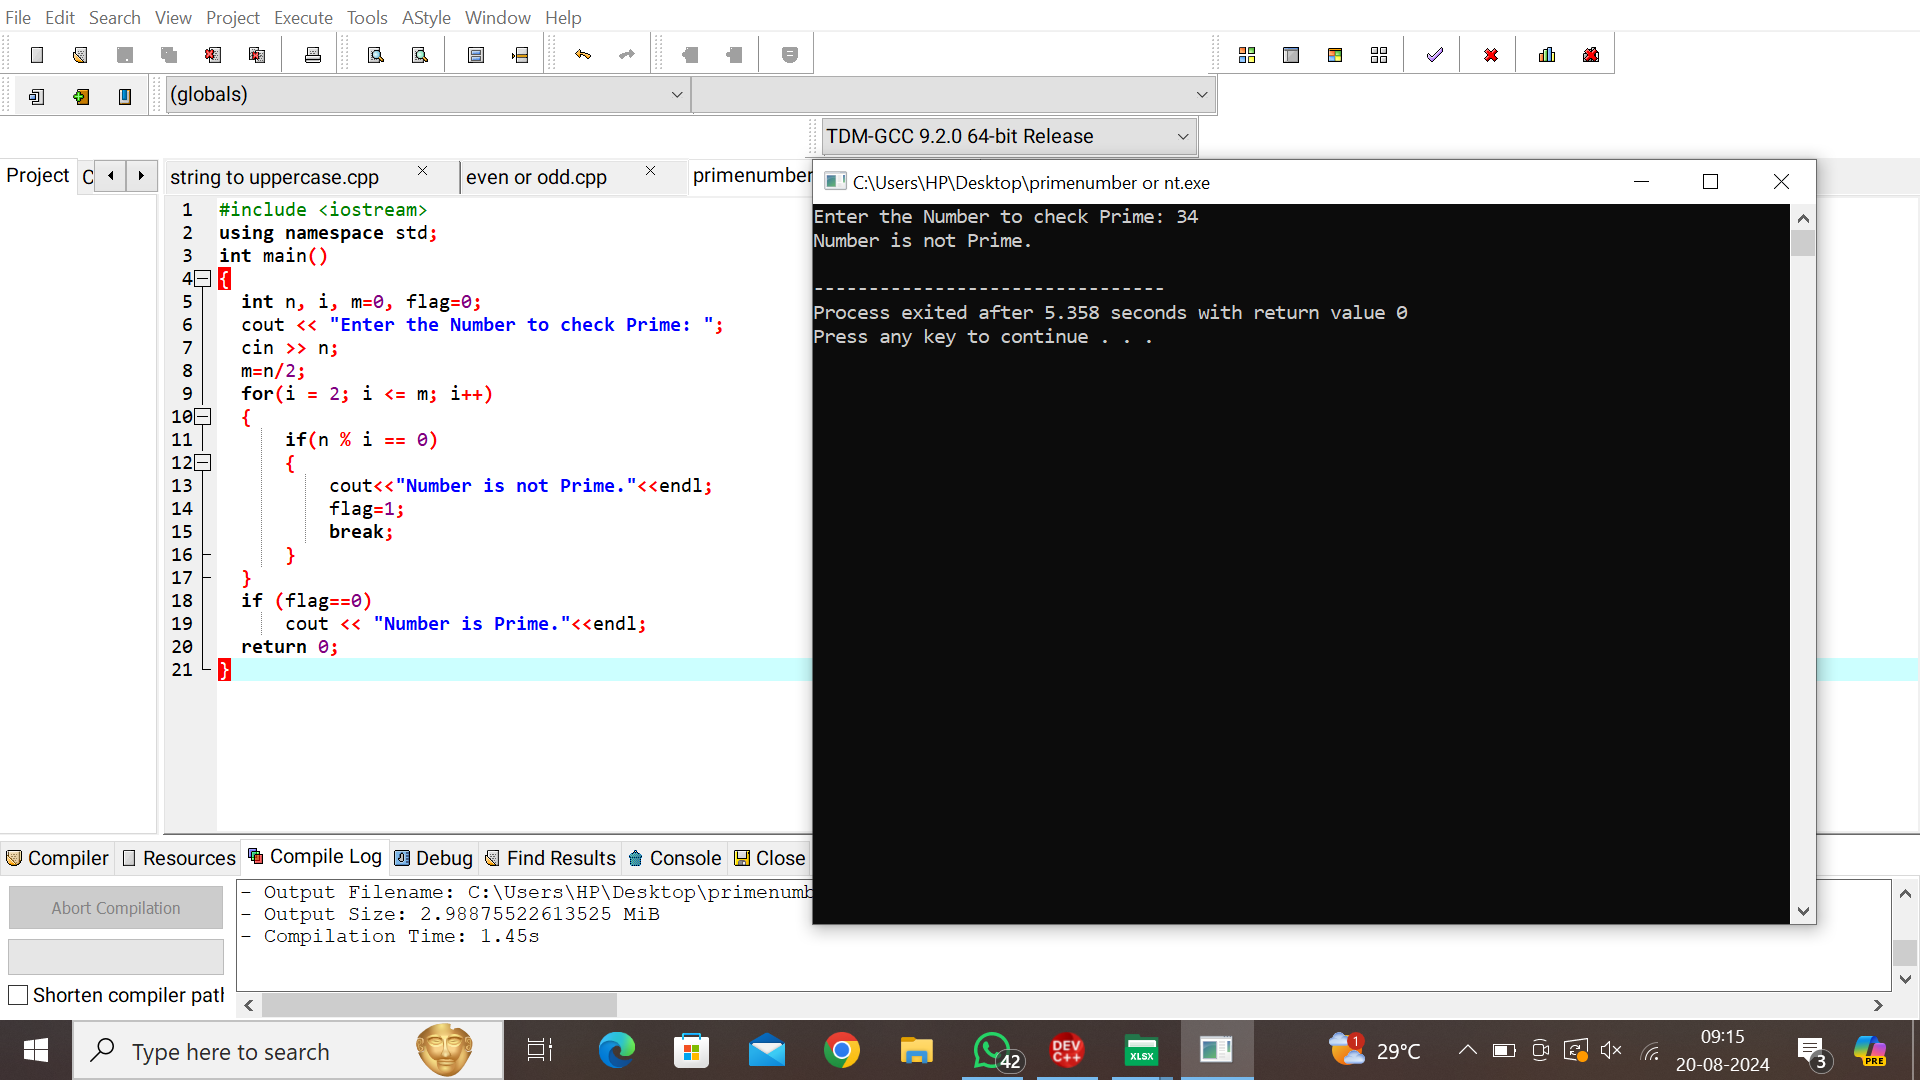 File Edit Search View Project Execute Tools AStyle Window Help
(globals)
TDM-GCC 9.2.0 64-bit Release
Project C
string to uppercase.cpp
even or odd.cpp
primenumber
1 #include <iostream>
2 using namespace std;
3 int main()
4 {
5 int n, i, m=0, flag=0;
6 cout << "Enter the Number to check Prime: ";
7 cin >> n;
8 m=n/2;
9 for(i = 2; i <= m; i++)
10 {
11 if(n % i == 0)
12 {
13 cout<<"Number is not Prime."<<endl;
14 flag=1;
15 break;
16 }
17 }
18 if (flag==0)
19 cout << "Number is Prime."<<endl;
20 return 0;
21 }
C:\Users\HP\Desktop\primenumber or nt.exe
Enter the Number to check Prime: 34
Number is not Prime.
--------------------------------
Process exited after 5.358 seconds with return value 0
Press any key to continue . . .
Compiler Resources Compile Log Debug Find Results Console Close
Abort Compilation
Shorten compiler path
- Output Filename: C:\Users\HP\Desktop\primenumb
- Output Size: 2.98875522613525 MiB
- Compilation Time: 1.45s
Type here to search
42
DEV C++
XLSX
1
29°C
09:15
20-08-2024
3
PRE